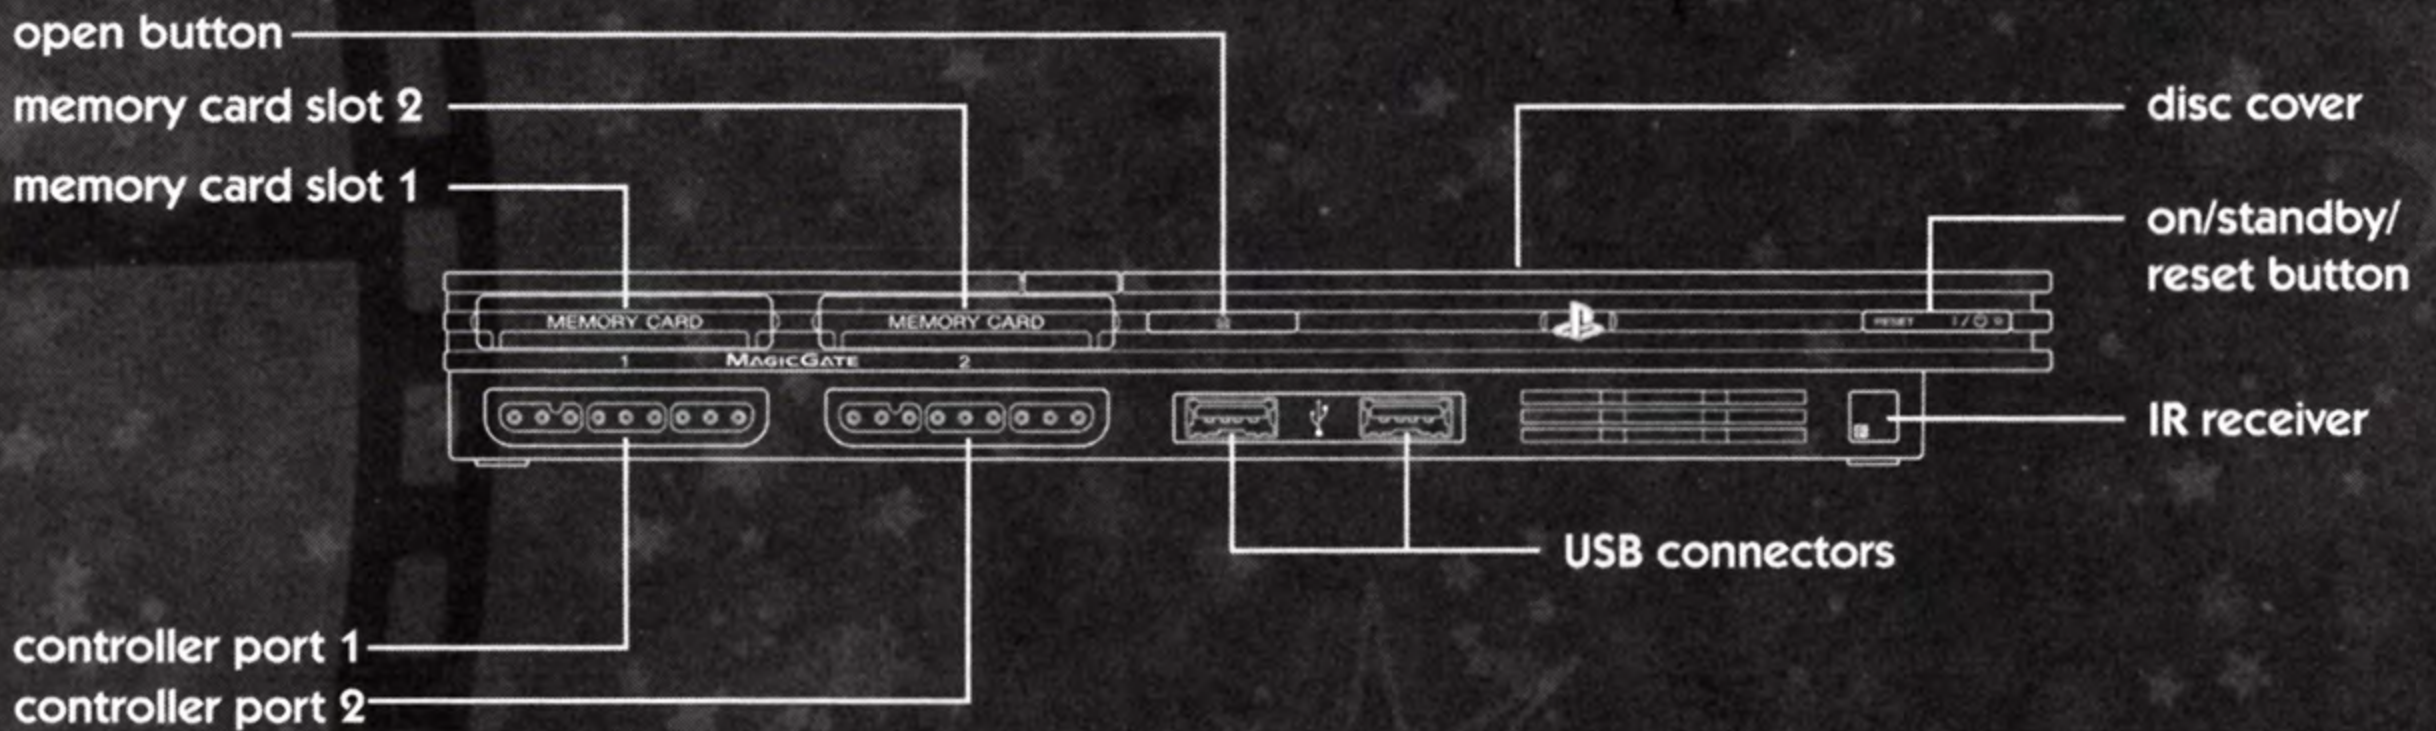 open button
memory card slot 2
memory card slot 1
disc cover
on/standby/
reset button
MEMORY CARD
MEMORY CARD
RESET
1
MAGICGATE
2
IR receiver
USB connectors
controller port 1
controller port 2